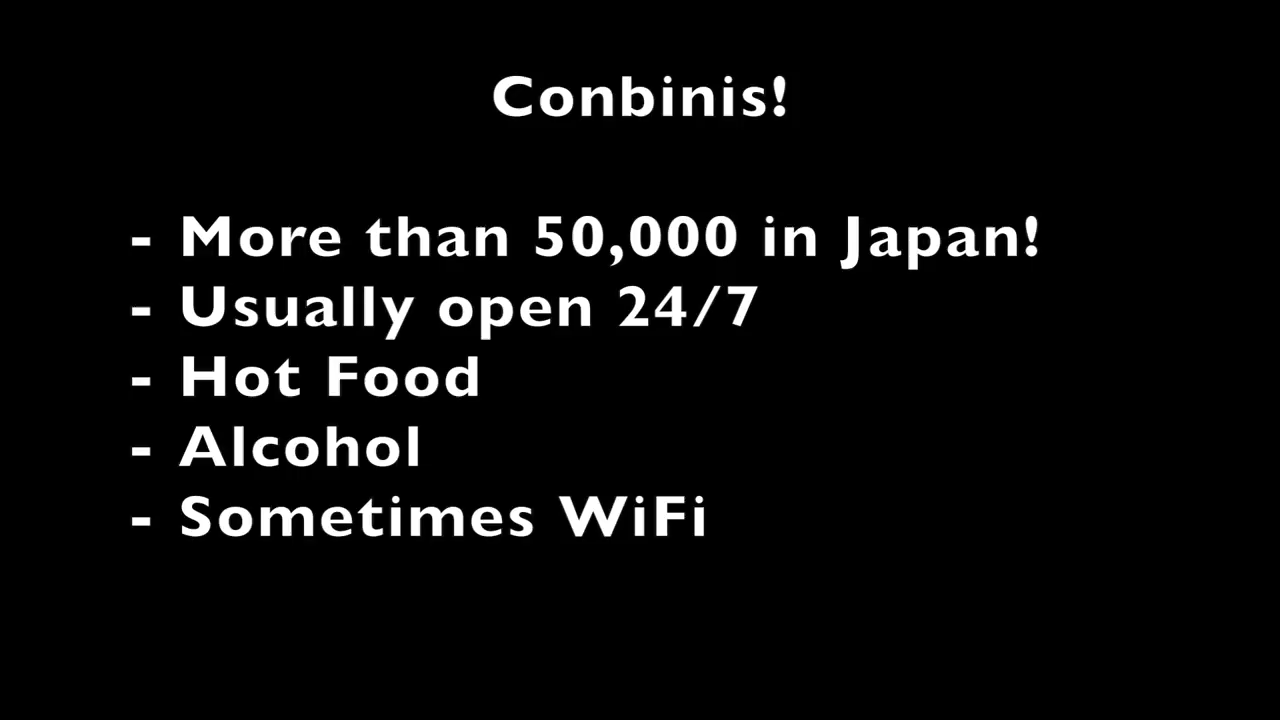 Conbinis!
- More than 50,000 in Japan!
- Usually open 24/7
- Hot Food
- Alcohol
- Sometimes WiFi